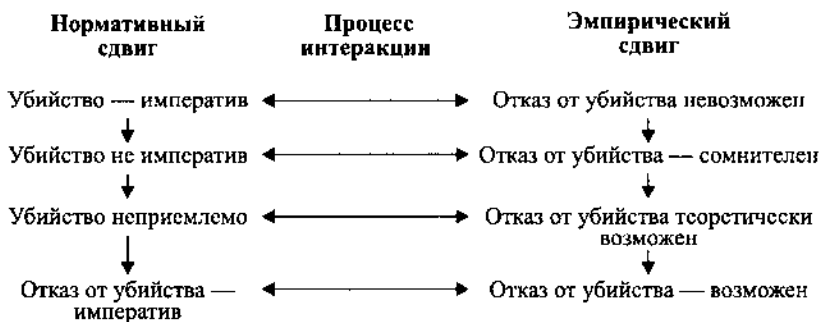 Нормативный сдвиг
Процесс интеракции
Эмпирический сдвиг
Убийство — императив
Отказ от убийства невозможен
Убийство не императив
Отказ от убийства — сомнителен
Убийство неприемлемо
Отказ от убийства теоретически
возможен
Отказ от убийства —
императив
Отказ от убийства — возможен